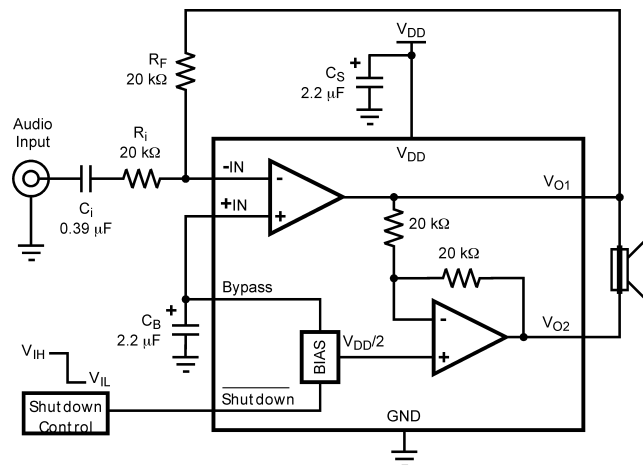 V_DD
R_F
20 kΩ
C_S
2.2 µF
Audio
Input
R_i
20 kΩ
V_DD
-IN
-
V_O1
+IN
+
C_i
0.39 µF
20 kΩ
20 kΩ
Bypass
C_B
2.2 µF
-
V_O2
BIAS
V_DD/2
+
V_IH
V_IL
Shutdown
Shutdown
Control
GND